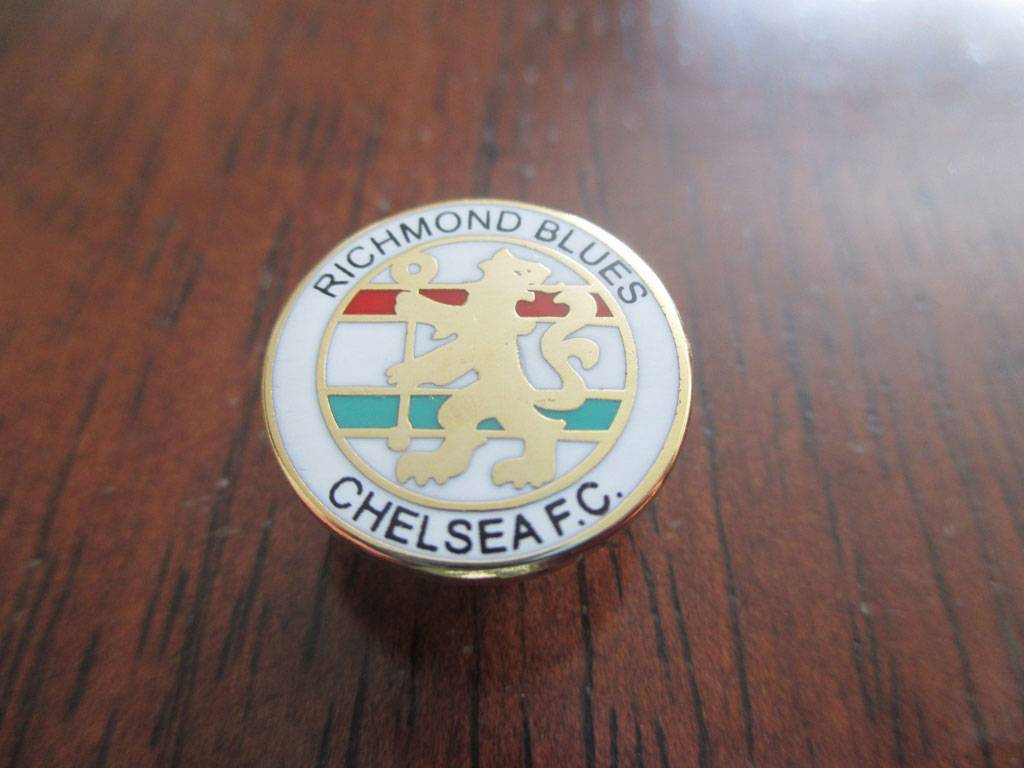 RICHMOND BLUES
CHELSEA F.C.